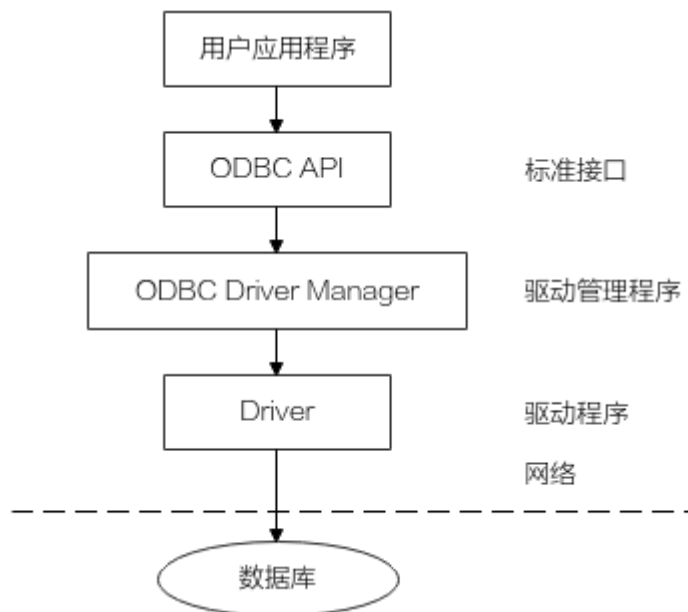 用户应用程序
ODBC API
标准接口
ODBC Driver Manager
驱动管理程序
Driver
驱动程序
网络
数据库